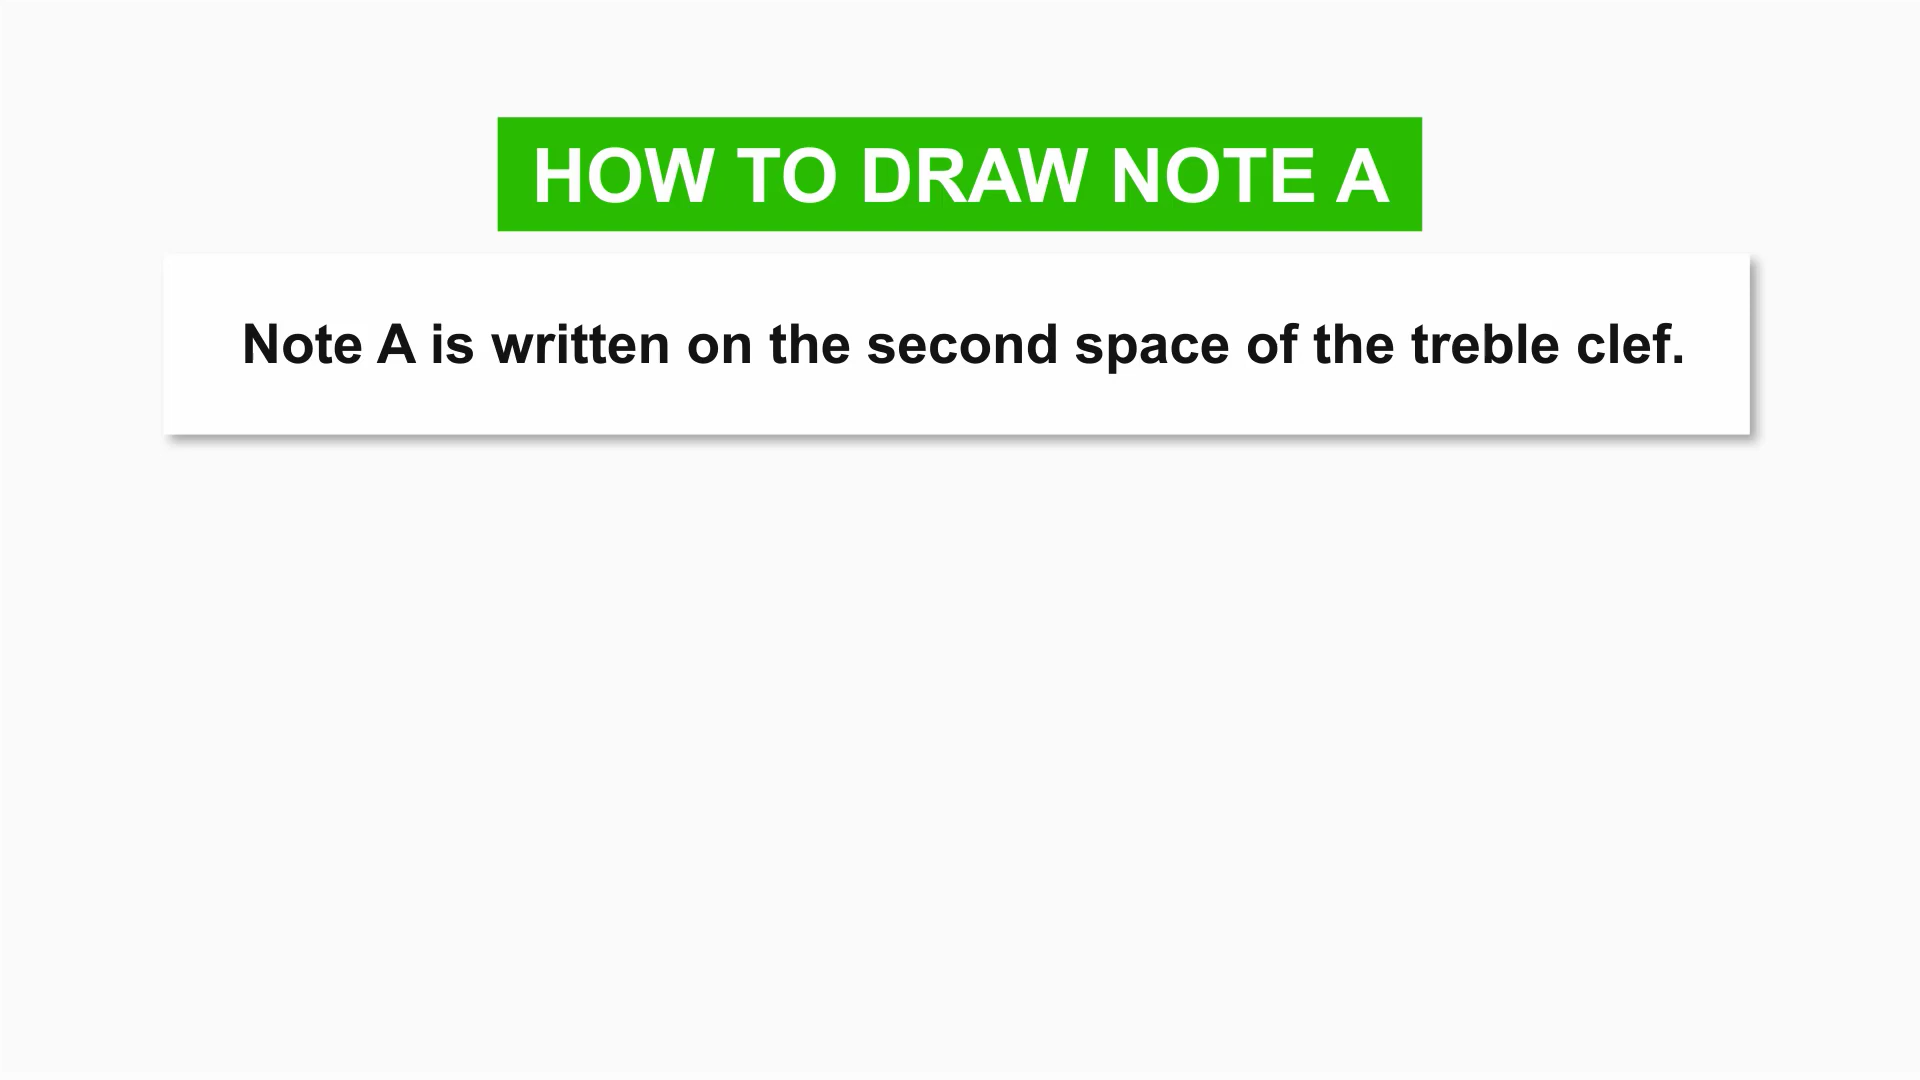 HOW TO DRAW NOTE A
Note A is written on the second space of the treble clef.